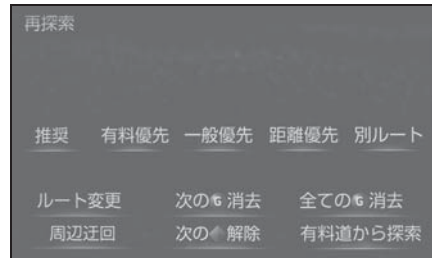 再探索
推奨 有料優先 一般優先 距離優先 別ルート
ルート変更 次のG消去 全てのG消去
周辺迂回 次の解除 有料道から探索